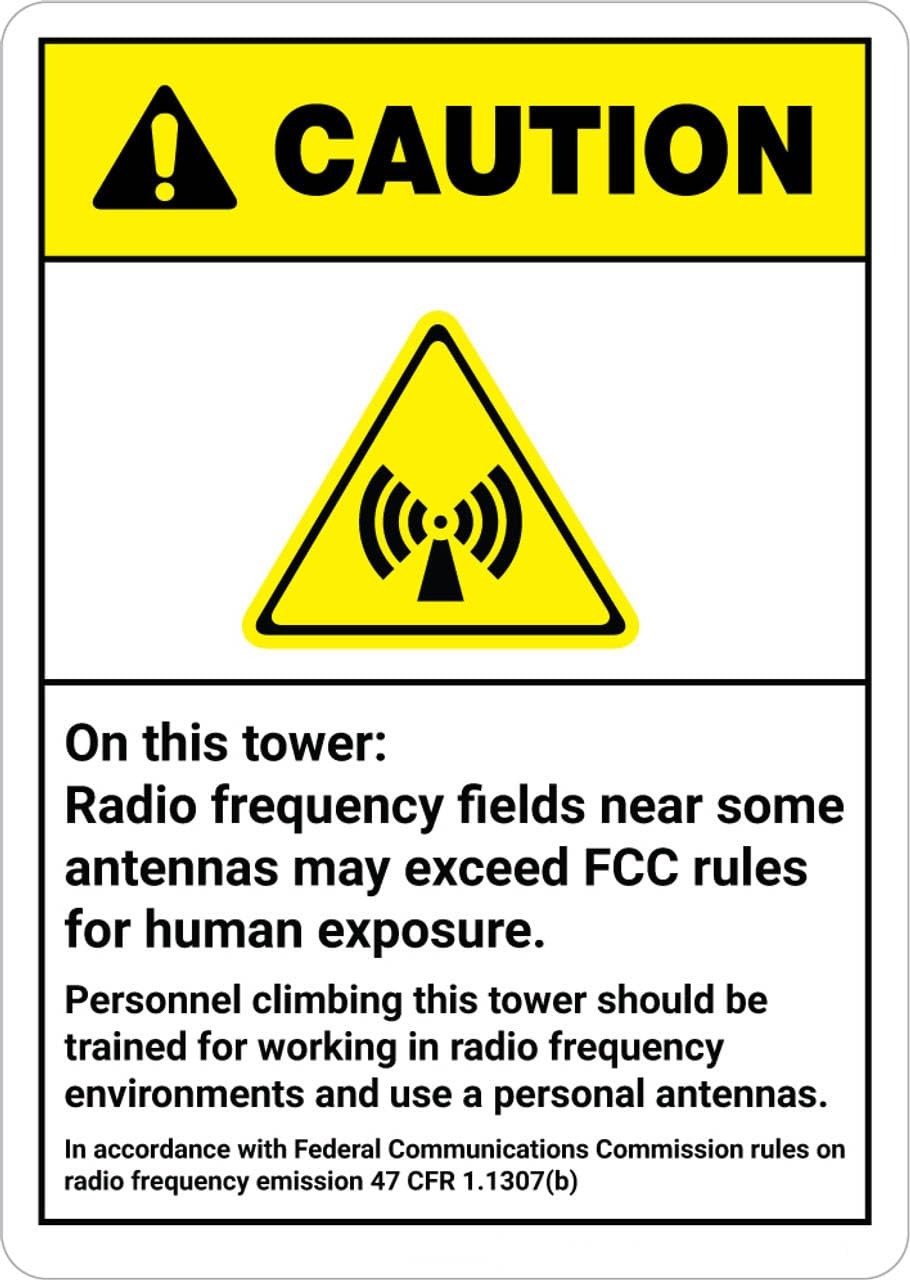 CAUTION
On this tower:
Radio frequency fields near some
antennas may exceed FCC rules
for human exposure.
Personnel climbing this tower should be
trained for working in radio frequency
environments and use a personal antennas.
In accordance with Federal Communications Commission rules on
radio frequency emission 47 CFR 1.1307(b)